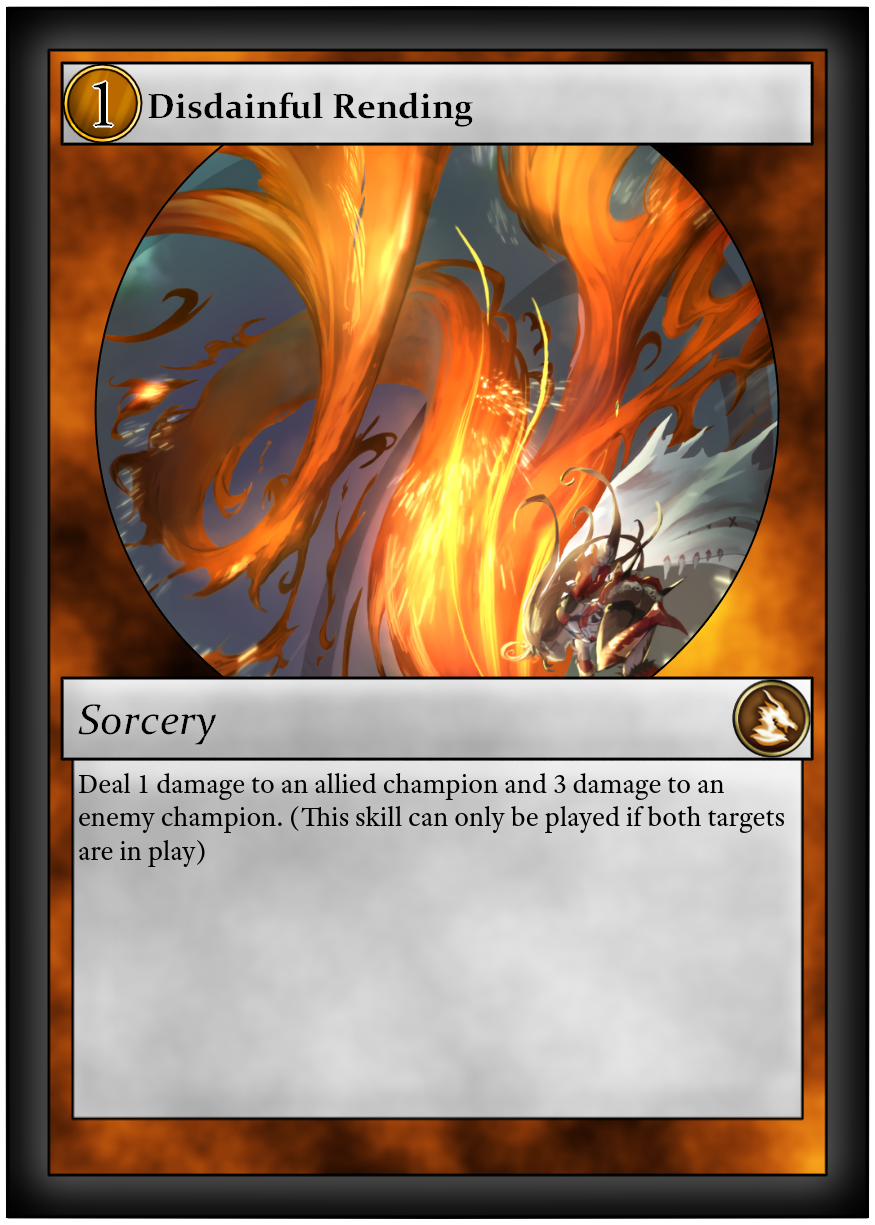 1 Disdainful Rending
Sorcery
Deal 1 damage to an allied champion and 3 damage to an
enemy champion. (This skill can only be played if both targets
are in play)